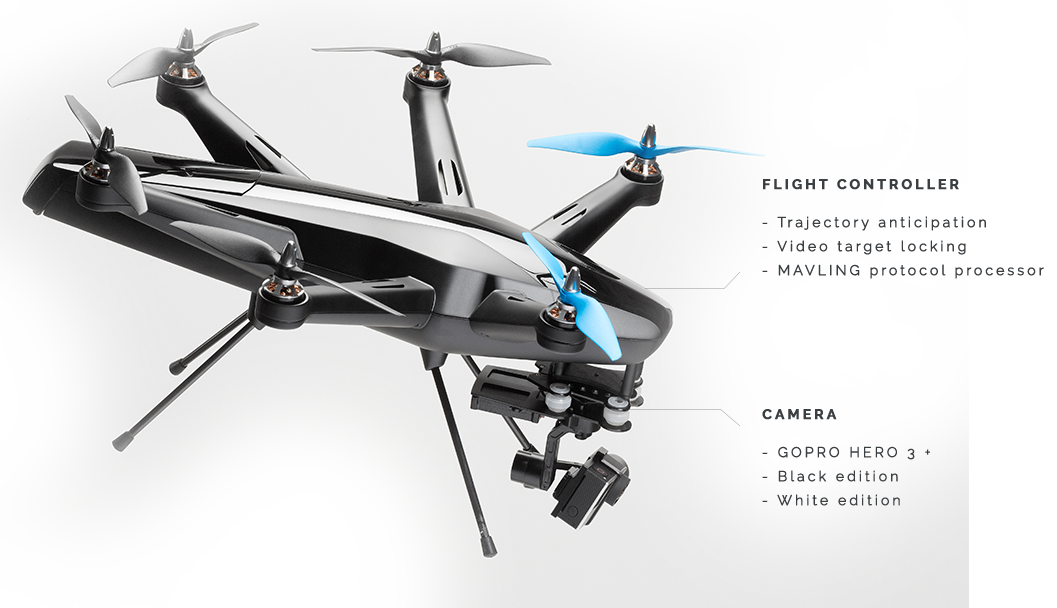 FLIGHT CONTROLLER
- Trajectory anticipation
- Video target locking
- MAVLING protocol processor
CAMERA
- GOPRO HERO 3 +
- Black edition
- White edition